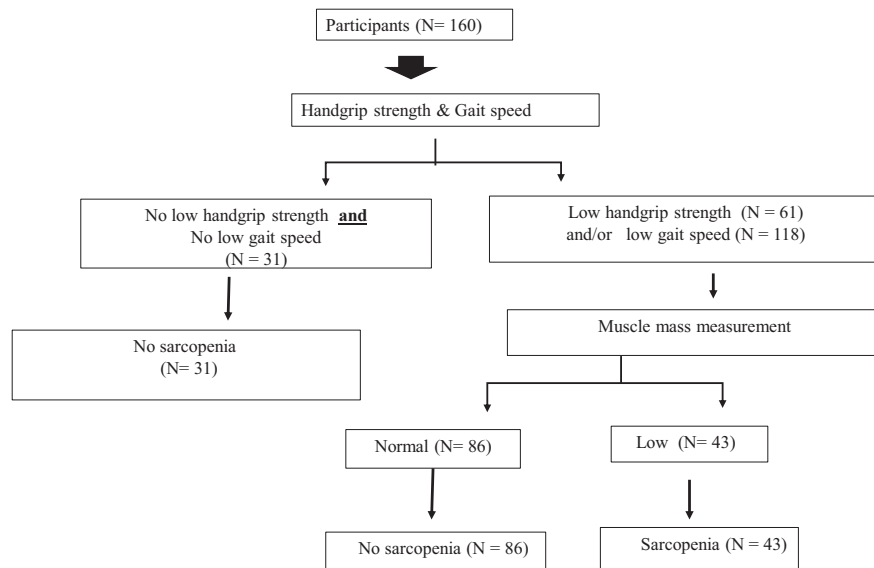 Participants (N= 160)
Handgrip strength & Gait speed
No low handgrip strength and
No low gait speed
(N = 31)
Low handgrip strength (N = 61)
and/or low gait speed (N = 118)
No sarcopenia
(N= 31)
Muscle mass measurement
Normal (N= 86)
Low (N= 43)
No sarcopenia (N = 86)
Sarcopenia (N = 43)